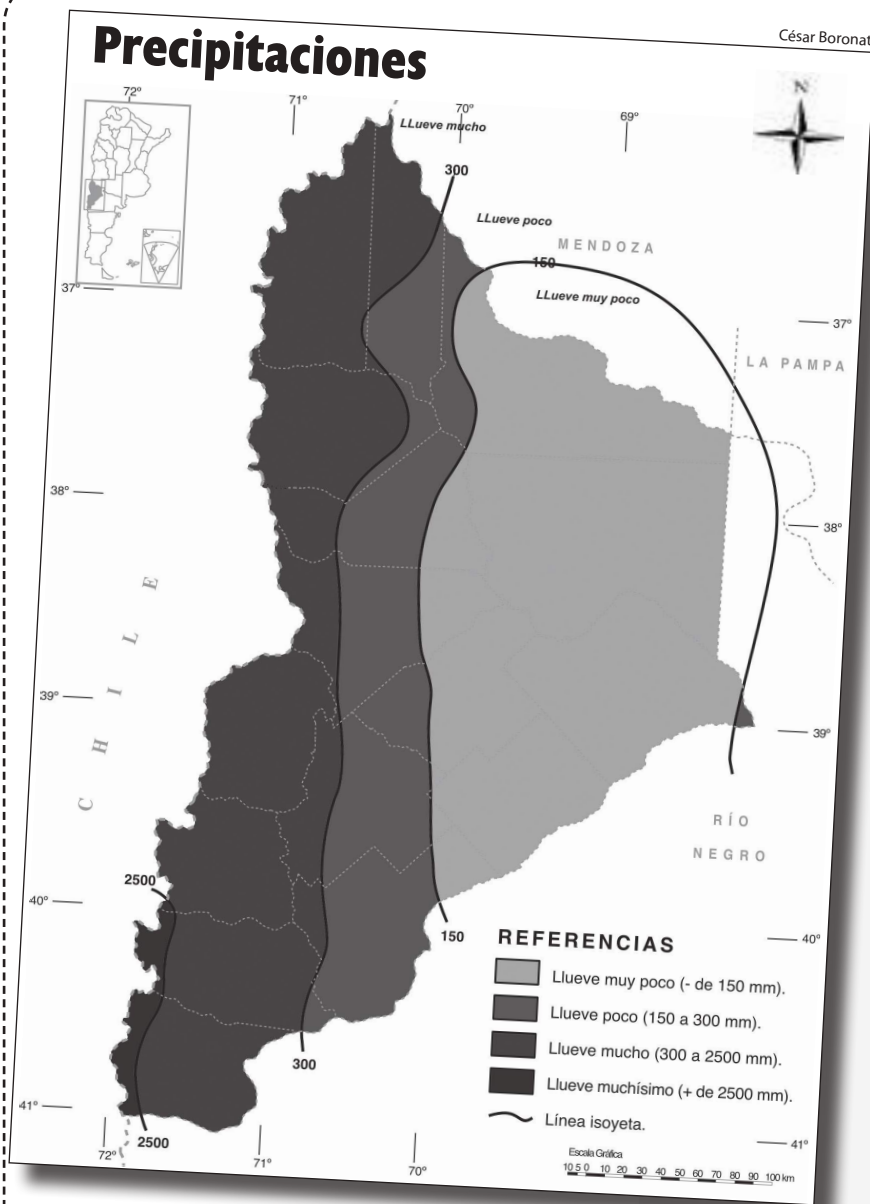 César Boronat
Precipitaciones
72º
71º
70º
69º
N
LLueve mucho
300
LLueve poco
MENDOZA
150
LLueve muy poco
37º
37º
LA PAMPA
38º
38º
CHILE
39º
39º
RÍO
NEGRO
2500
40º
40º
150
REFERENCIAS
Llueve muy poco (- de 150 mm).
Llueve poco (150 a 300 mm).
Llueve mucho (300 a 2500 mm).
Llueve muchísimo (+ de 2500 mm).
Línea isoyeta.
300
41º
41º
2500
72º
71º
70º
Escala Gráfica
10 5 0 10 20 30 40 50 60 70 80 90 100 km